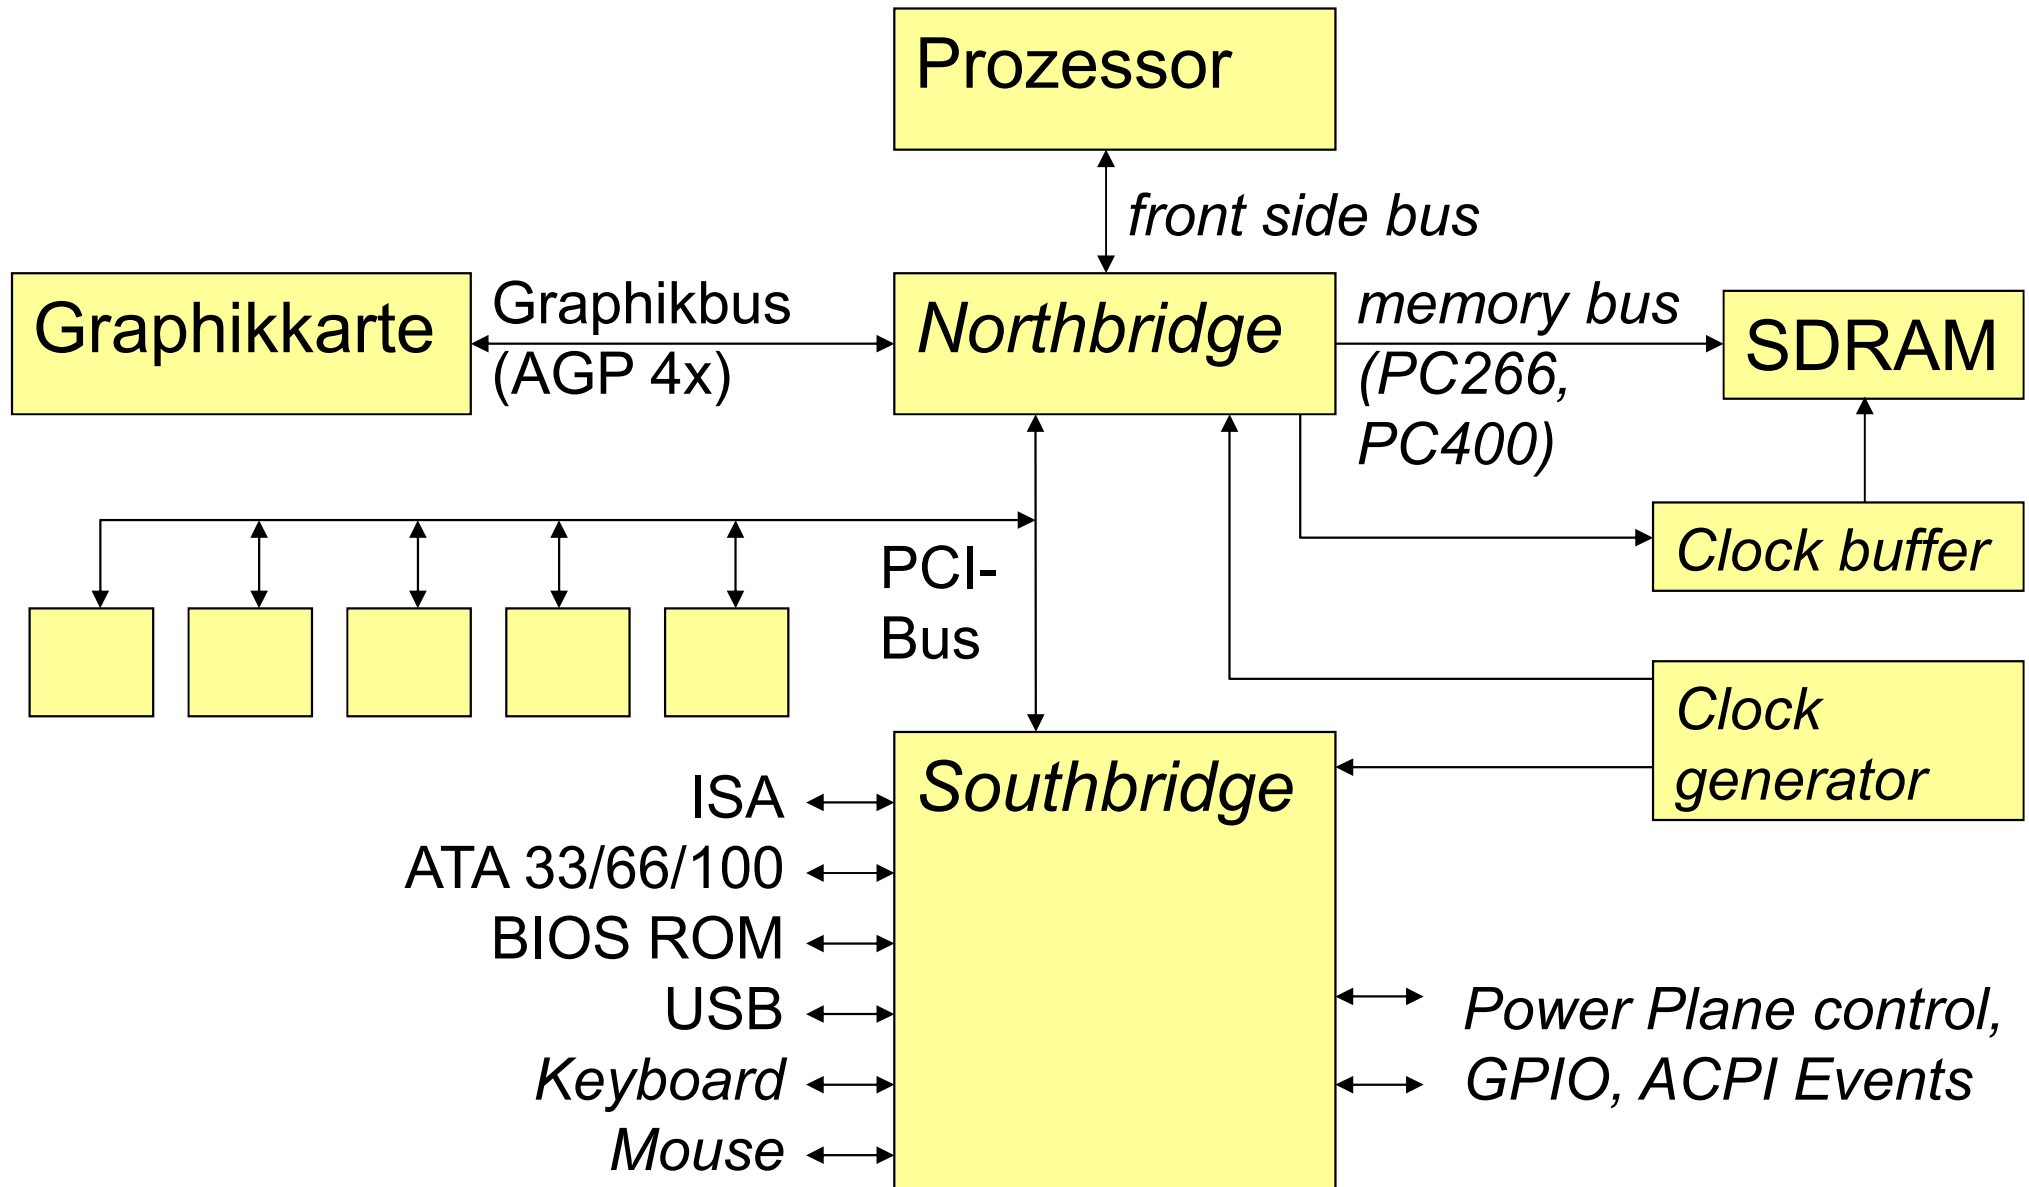 Prozessor
front side bus
Graphikkarte
Graphikbus
(AGP 4x)
Northbridge
memory bus
(PC266,
PC400)
SDRAM
Clock buffer
PCI-
Bus
Clock
generator
Southbridge
ISA
ATA 33/66/100
BIOS ROM
USB
Keyboard
Mouse
Power Plane control,
GPIO, ACPI Events